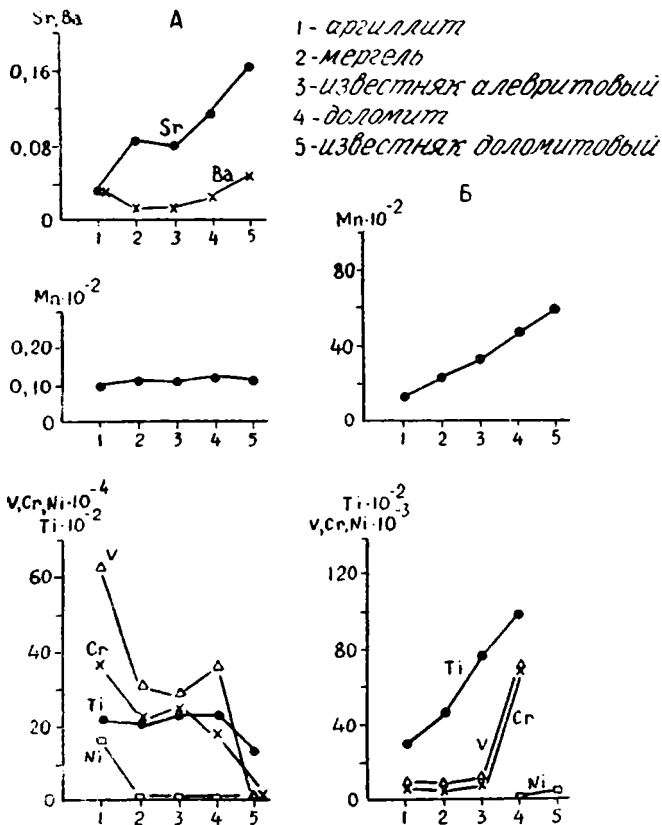 Sr, Ba
А
0,16
0,08
0
Sr
Ba
1 2 3 4 5
1 - аргиллит
2 - мергель
3 - известняк алевритовый
4 - доломит
5 - известняк доломитовый
Mn·10⁻²
0,20
0,10
0
1 2 3 4 5
Б
Mn·10⁻²
80
40
0
1 2 3 4 5
V, Cr, Ni·10⁻⁴
Ti·10⁻²
60
40
20
0
V
Cr
Ti
Ni
1 2 3 4 5
Ti·10⁻²
V, Cr, Ni·10⁻³
120
80
40
0
Ti
V
Cr
Ni
1 2 3 4 5